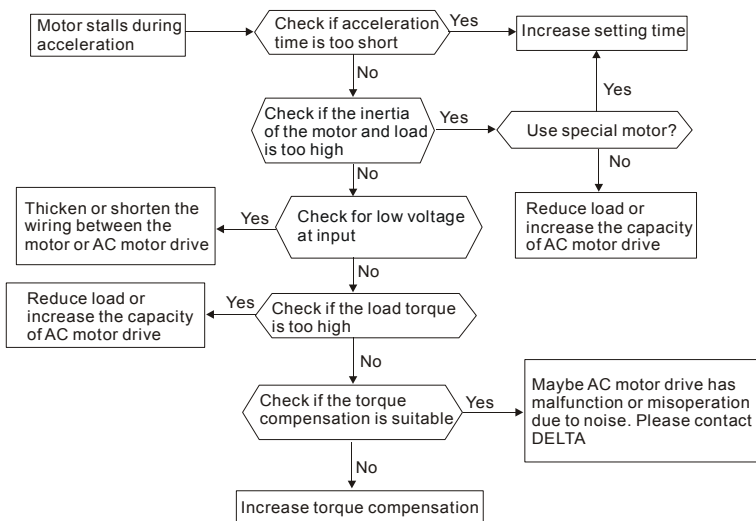 Motor stalls during
acceleration
Check if acceleration
time is too short
Yes
Increase setting time
No
Yes
Check if the inertia
of the motor and load
is too high
Yes
Use special motor?
No
No
Thicken or shorten the
wiring between the
motor or AC motor drive
Yes
Check for low voltage
at input
Reduce load or
increase the capacity
of AC motor drive
No
Reduce load or
increase the capacity
of AC motor drive
Yes
Check if the load torque
is too high
No
Check if the torque
compensation is suitable
Yes
Maybe AC motor drive has
malfunction or misoperation
due to noise. Please contact
DELTA
No
Increase torque compensation